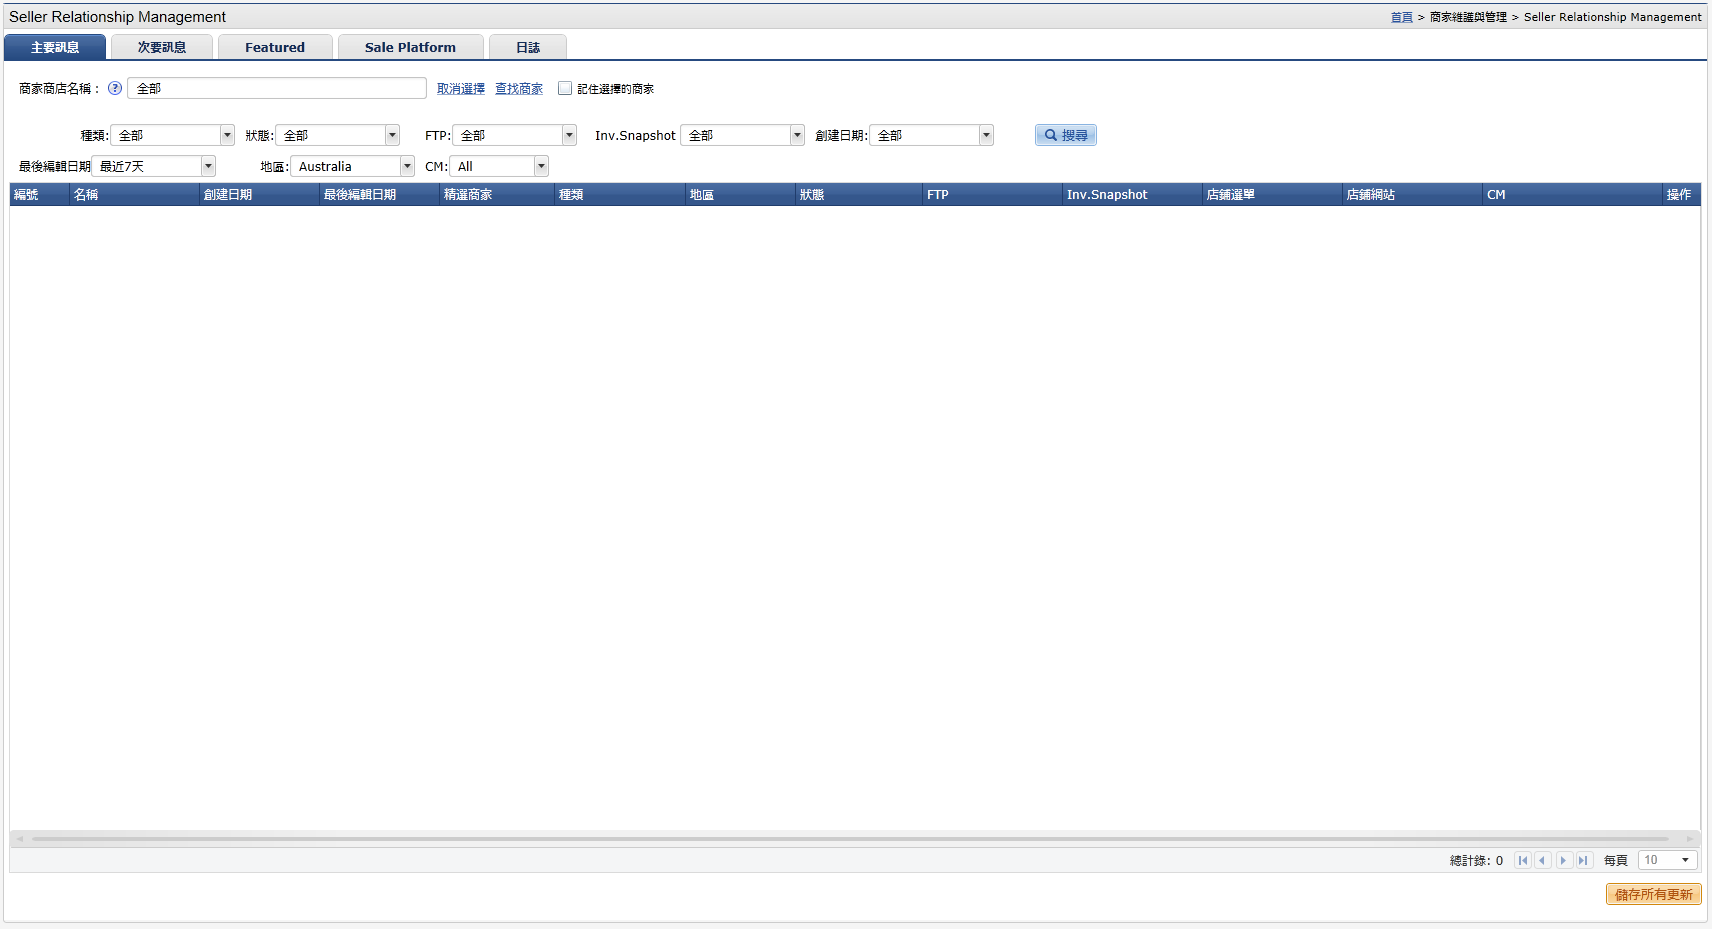 Seller Relationship Management
首頁 > 商家維護與管理 > Seller Relationship Management
主要訊息 次要訊息 Featured Sale Platform 日誌
商家商店名稱： ? 全部 取消選擇 查找商家 記住選擇的商家
種類: 全部 狀態: 全部 FTP: 全部 Inv.Snapshot 全部 創建日期: 全部 搜尋
最後編輯日期 最近7天 地區: Australia CM: All
編號 名稱 創建日期 最後編輯日期 精選商家 種類 地區 狀態 FTP Inv.Snapshot 店鋪選單 店鋪網站 CM 操作
總計錄: 0 每頁 10
儲存所有更新